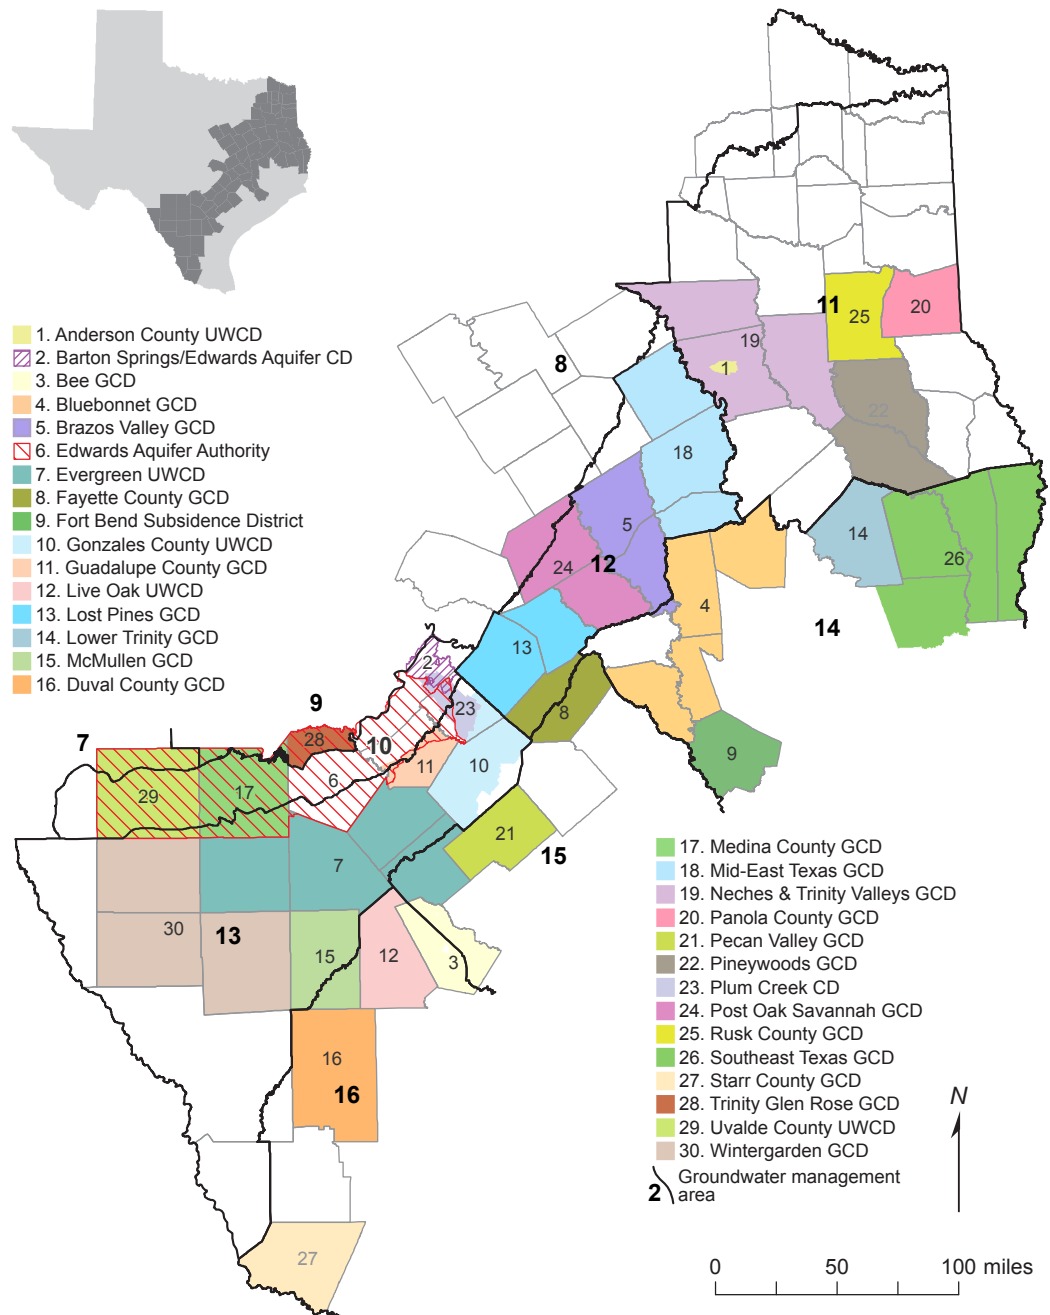 11
25
20
19
1
8
22
18
5
14
26
12
24
4
14
13
2
23
8
9
9
7
28
10
10
11
6
29
17
21
15
7
30
13
15
12
3
16
16
27
1. Anderson County UWCD
2. Barton Springs/Edwards Aquifer CD
3. Bee GCD
4. Bluebonnet GCD
5. Brazos Valley GCD
6. Edwards Aquifer Authority
7. Evergreen UWCD
8. Fayette County GCD
9. Fort Bend Subsidence District
10. Gonzales County UWCD
11. Guadalupe County GCD
12. Live Oak UWCD
13. Lost Pines GCD
14. Lower Trinity GCD
15. McMullen GCD
16. Duval County GCD
17. Medina County GCD
18. Mid-East Texas GCD
19. Neches & Trinity Valleys GCD
20. Panola County GCD
21. Pecan Valley GCD
22. Pineywoods GCD
23. Plum Creek CD
24. Post Oak Savannah GCD
25. Rusk County GCD
26. Southeast Texas GCD
27. Starr County GCD
28. Trinity Glen Rose GCD
29. Uvalde County UWCD
30. Wintergarden GCD
2 Groundwater management
area
N
0 50 100 miles